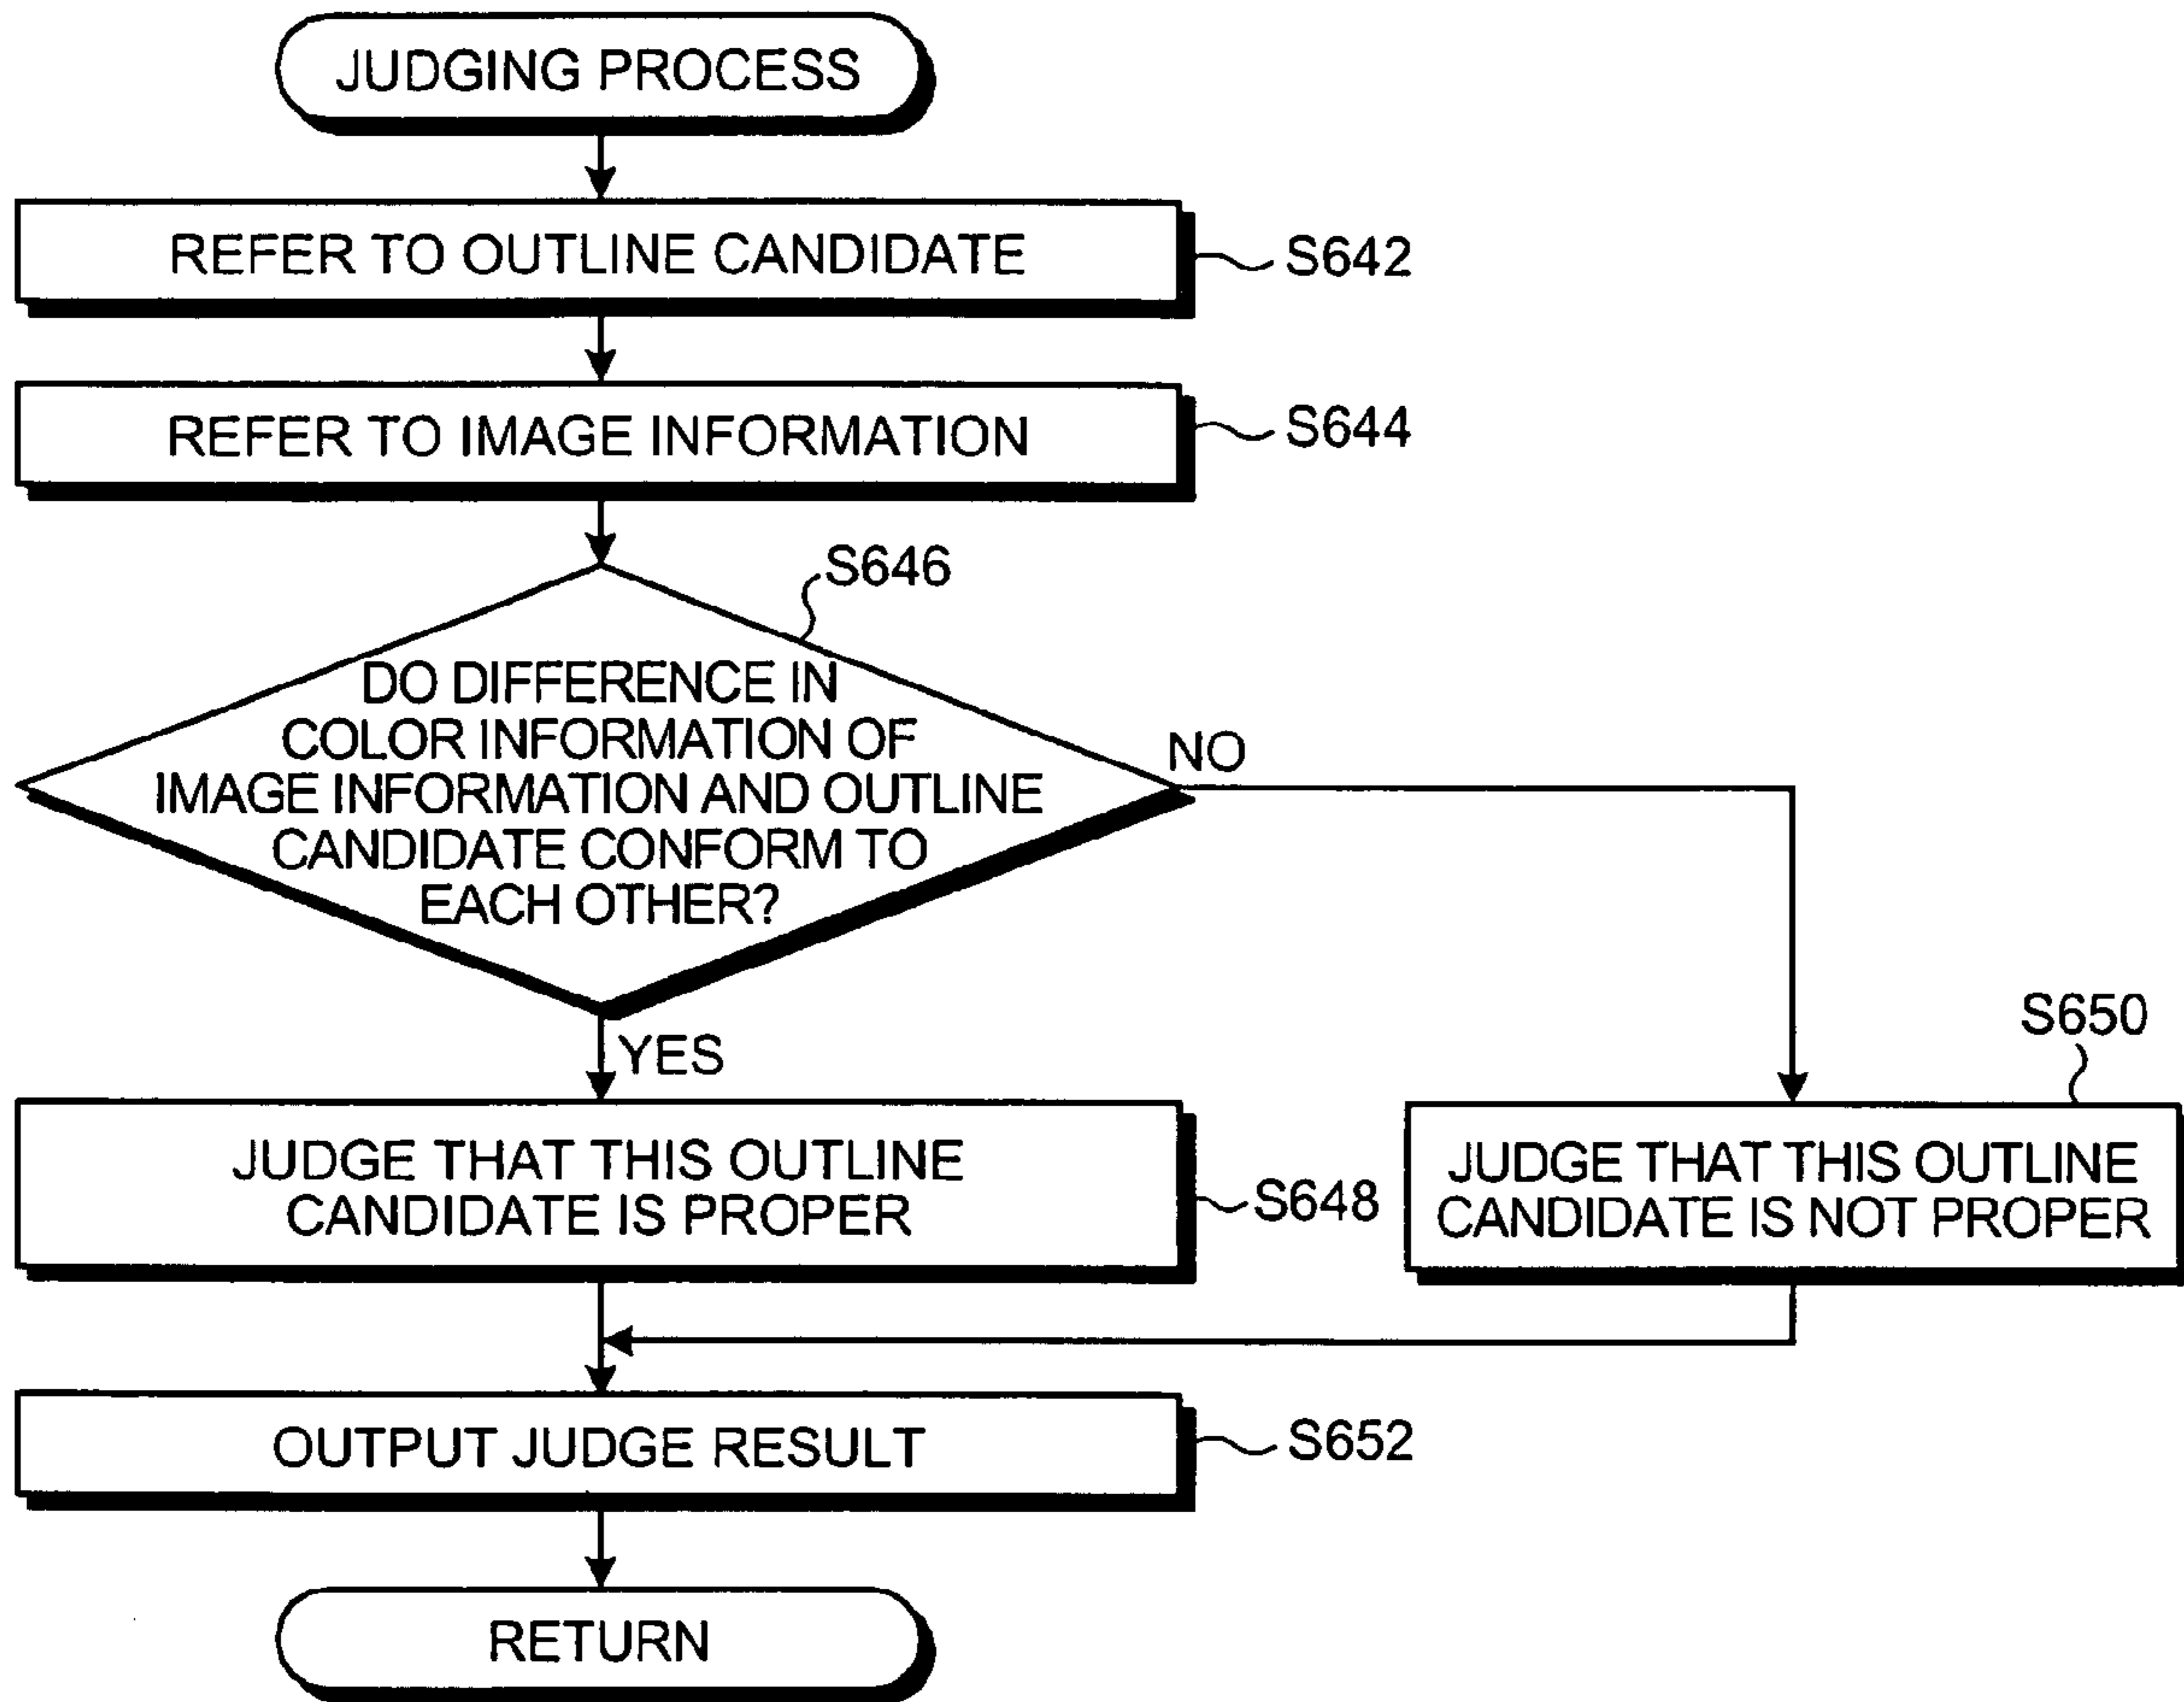 JUDGING PROCESS
REFER TO OUTLINE CANDIDATE
S642
REFER TO IMAGE INFORMATION
S644
S646
DO DIFFERENCE IN
COLOR INFORMATION OF
IMAGE INFORMATION AND OUTLINE
CANDIDATE CONFORM TO
EACH OTHER?
NO
YES
JUDGE THAT THIS OUTLINE
CANDIDATE IS PROPER
S648
S650
JUDGE THAT THIS OUTLINE
CANDIDATE IS NOT PROPER
OUTPUT JUDGE RESULT
S652
RETURN